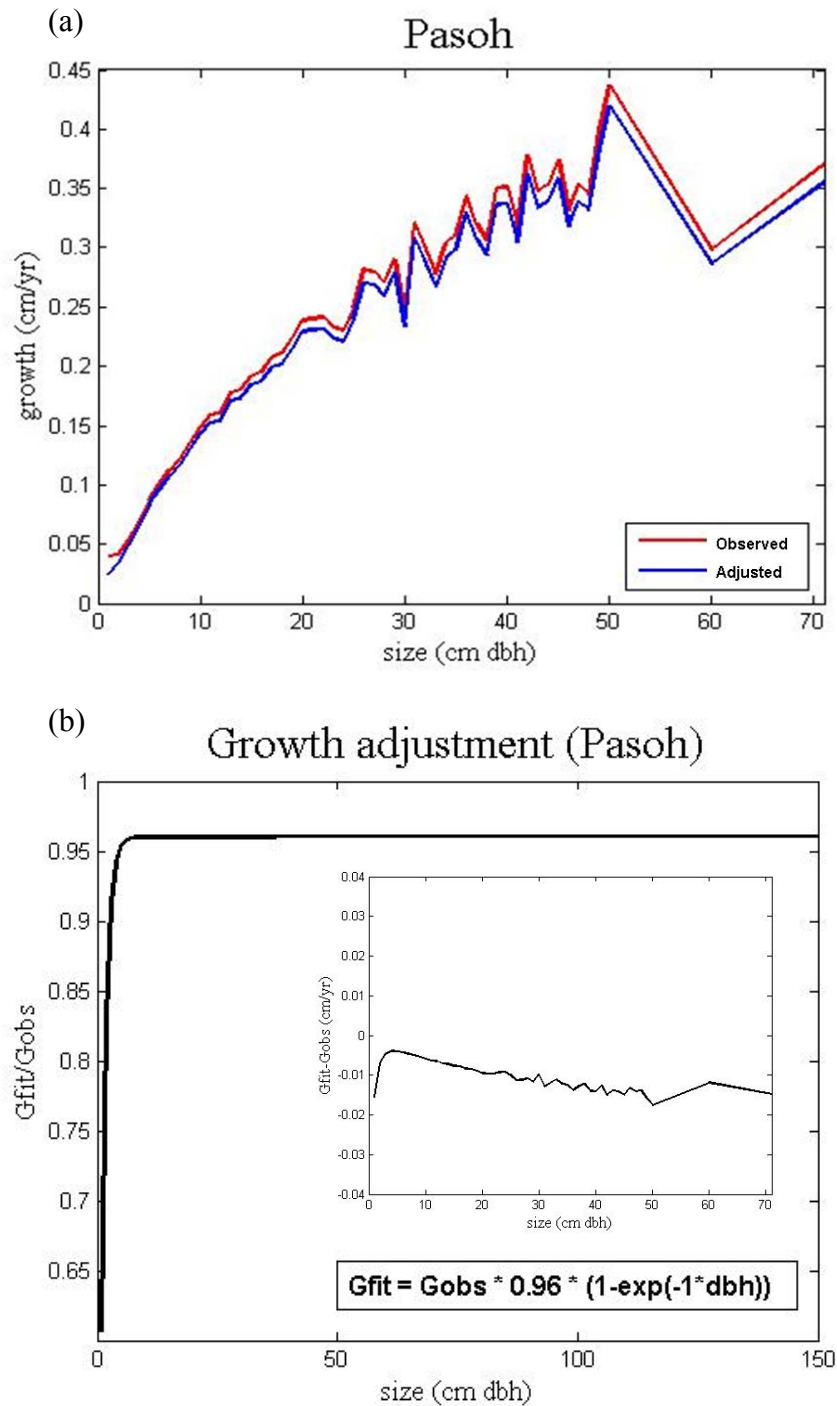 (a)
Pasoh
growth (cm/yr)
0.45
0.4
0.35
0.3
0.25
0.2
0.15
0.1
0.05
0
Observed
Adjusted
0 10 20 30 40 50 60 70
size (cm dbh)
(b)
Growth adjustment (Pasoh)
Gfit/Gobs
1
0.95
0.9
0.85
0.8
0.75
0.7
0.65
Gfit-Gobs (cm/yr)
0.04
0.03
0.02
0.01
0
-0.01
-0.02
-0.03
-0.04
0 10 20 30 40 50 60 70
size (cm dbh)
Gfit = Gobs * 0.96 * (1-exp(-1*dbh))
0 50 100 150
size (cm dbh)